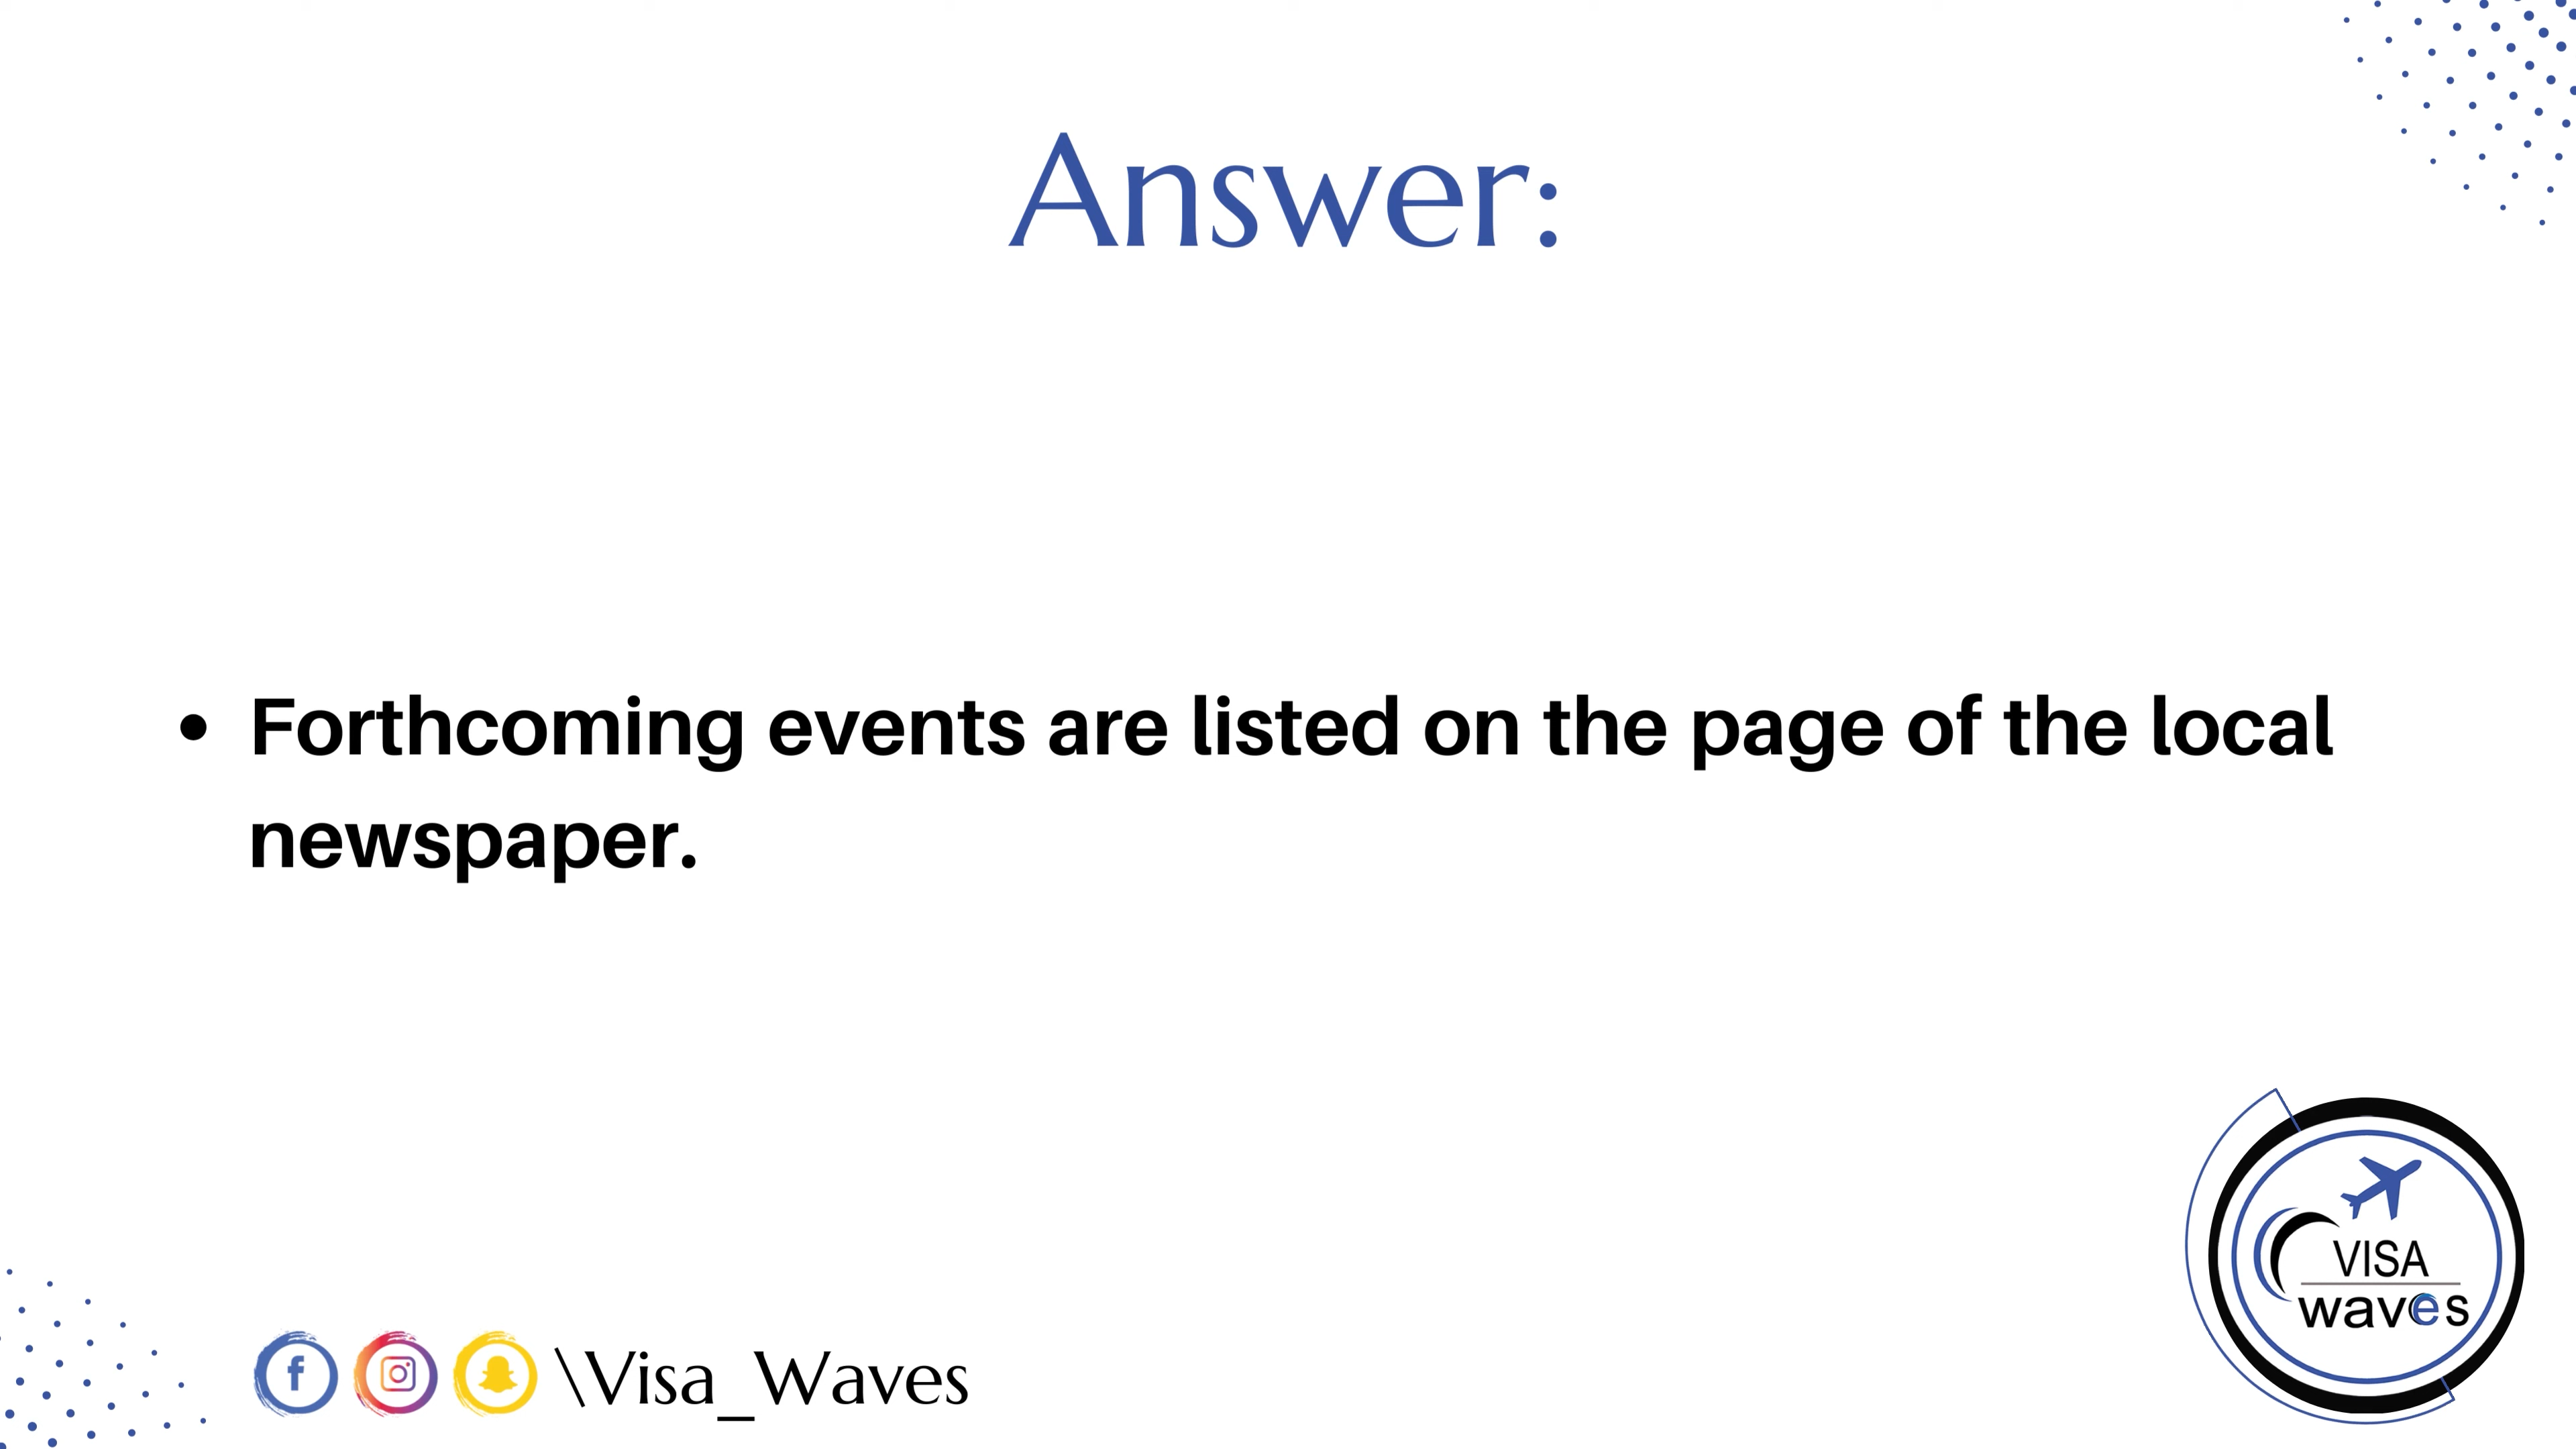 Answer:
• Forthcoming events are listed on the page of the local
newspaper.
VISA
waves
\Visa_Waves